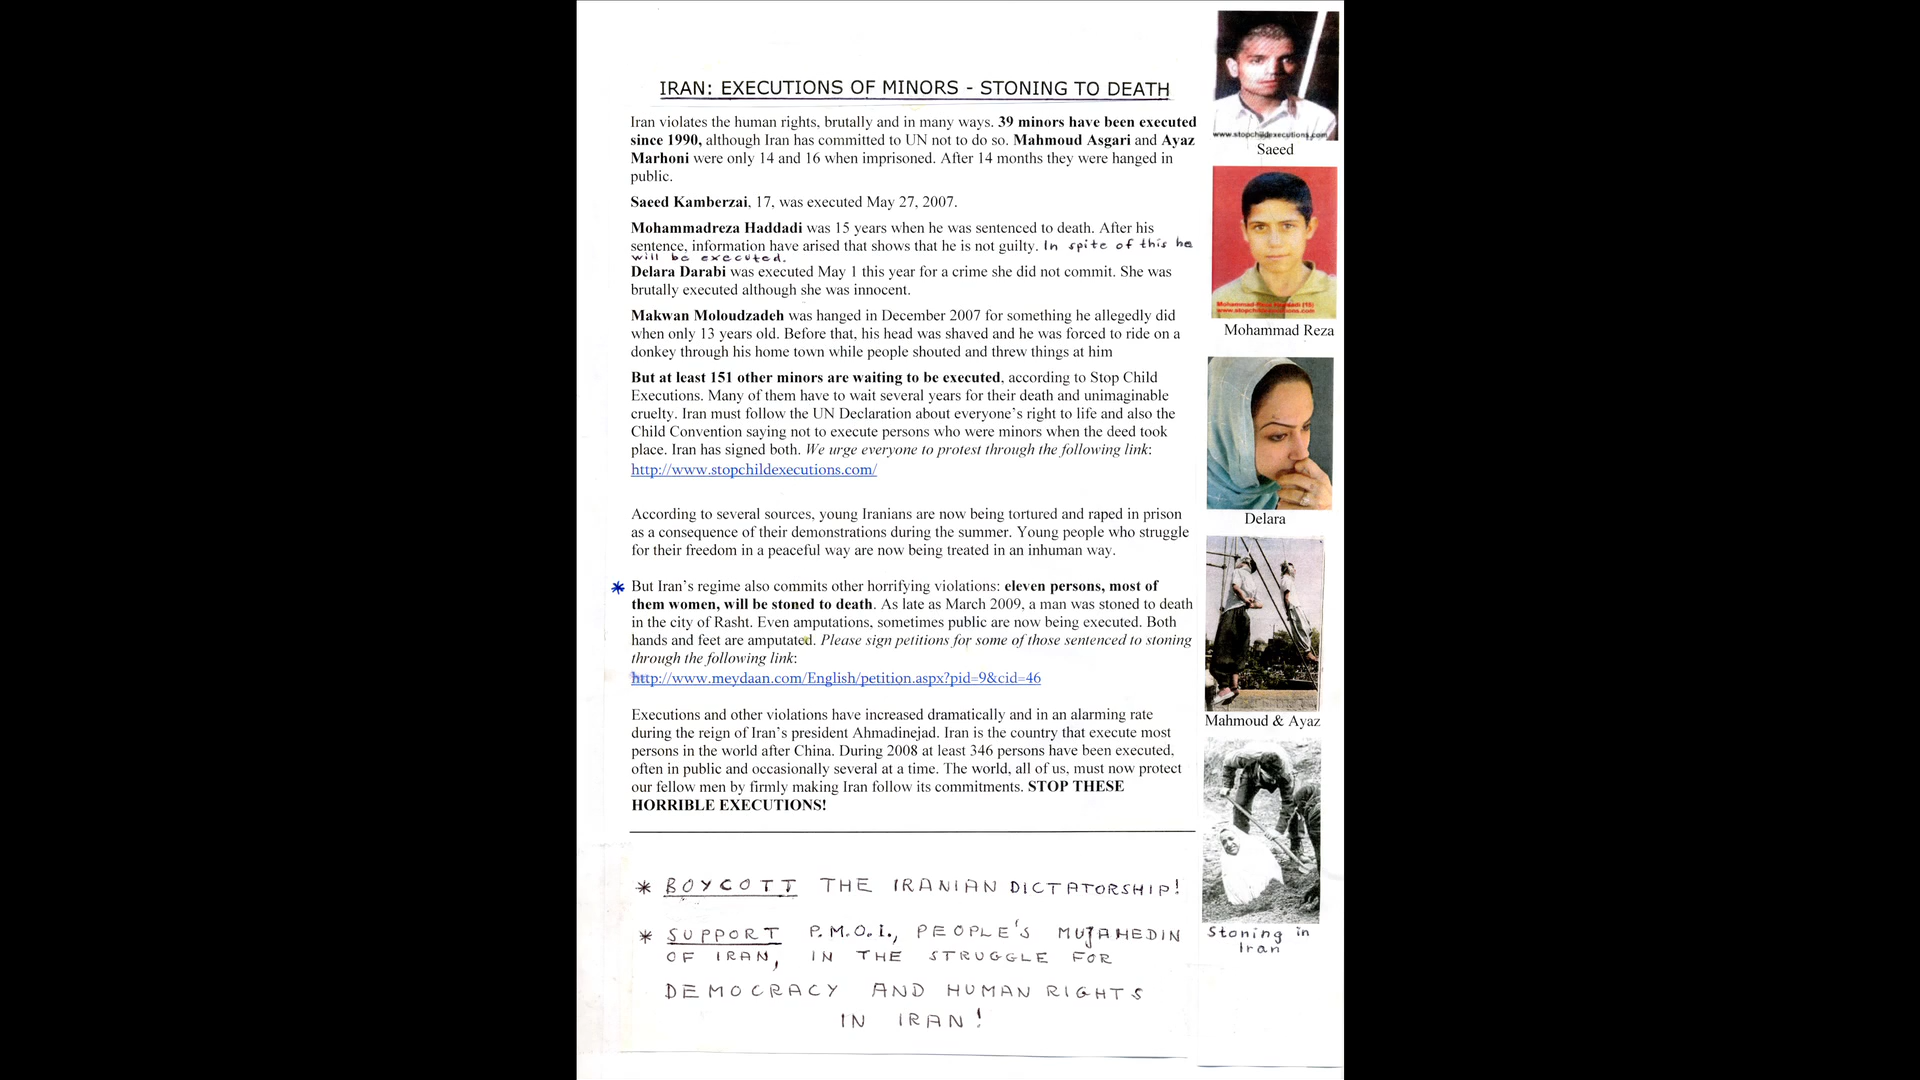 IRAN: EXECUTIONS OF MINORS - STONING TO DEATH
Iran violates the human rights, brutally and in many ways. 39 minors have been executed
since 1990, although Iran has committed to UN not to do so. Mahmoud Asgari and Ayaz
Marhoni were only 14 and 16 when imprisoned. After 14 months they were hanged in
public.
Saeed Kamberzai, 17, was executed May 27, 2007.
Mohammadreza Haddadi was 15 years when he was sentenced to death. After his
sentence, information have arised that shows that he is not guilty. In spite of this he
will be executed.
Delara Darabi was executed May 1 this year for a crime she did not commit. She was
brutally executed although she was innocent.
Makwan Moloudzadeh was hanged in December 2007 for something he allegedly did
when only 13 years old. Before that, his head was shaved and he was forced to ride on a
donkey through his home town while people shouted and threw things at him
But at least 151 other minors are waiting to be executed, according to Stop Child
Executions. Many of them have to wait several years for their death and unimaginable
cruelty. Iran must follow the UN Declaration about everyone's right to life and also the
Child Convention saying not to execute persons who were minors when the deed took
place. Iran has signed both. We urge everyone to protest through the following link:
http://www.stopchildexecutions.com/
According to several sources, young Iranians are now being tortured and raped in prison
as a consequence of their demonstrations during the summer. Young people who struggle
for their freedom in a peaceful way are now being treated in an inhuman way.
* But Iran's regime also commits other horrifying violations: eleven persons, most of
them women, will be stoned to death. As late as March 2009, a man was stoned to death
in the city of Rasht. Even amputations, sometimes public are now being executed. Both
hands and feet are amputated. Please sign petitions for some of those sentenced to stoning
through the following link:
http://www.meydaan.com/English/petition.aspx?pid=9&cid=46
Executions and other violations have increased dramatically and in an alarming rate
during the reign of Iran's president Ahmadinejad. Iran is the country that execute most
persons in the world after China. During 2008 at least 346 persons have been executed,
often in public and occasionally several at a time. The world, all of us, must now protect
our fellow men by firmly making Iran follow its commitments. STOP THESE
HORRIBLE EXECUTIONS!
* BOYCOTT THE IRANIAN DICTATORSHIP!
* SUPPORT P.M.O.I., PEOPLE'S MUJAHEDIN
OF IRAN, IN THE STRUGGLE FOR
DEMOCRACY AND HUMAN RIGHTS
IN IRAN!
www.stopchildexecutions.com
Saeed
Mohammad-Reza Haddadi (15)
www.stopchildexecutions.com
Mohammad Reza
Delara
Mahmoud & Ayaz
Stoning in
Iran